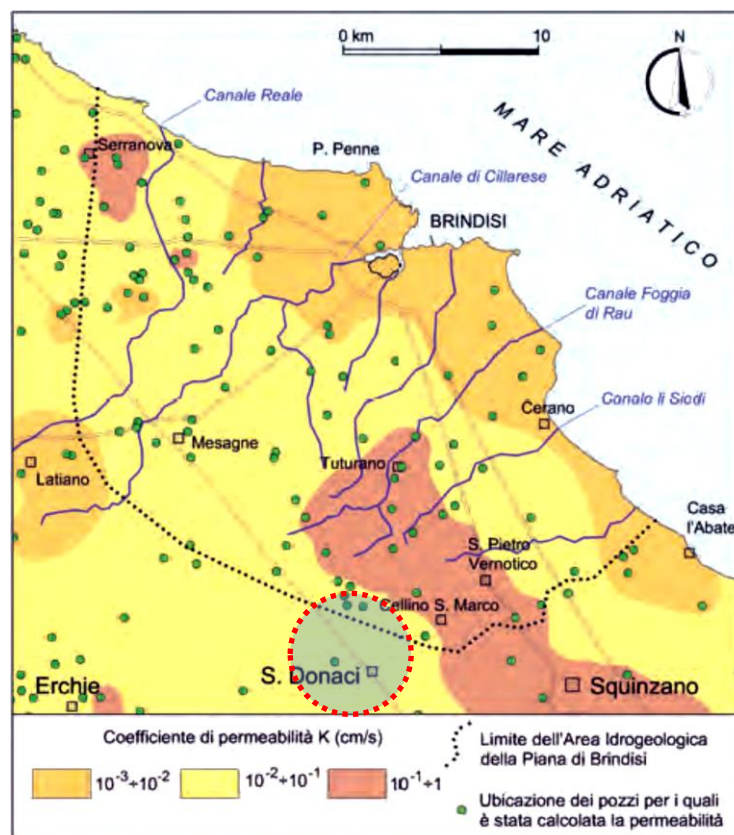 0 km 10
N
Canale Reale
Serranova
P. Penne
Canale di Cillarese
MARE ADRIATICO
BRINDISI
Canale Foggia
di Rau
Cerano
Canalo li Siodi
Mesagne
Latiano
Tuturano
Casa
l'Abate
S. Pietro
Vernotico
Cellino S. Marco
S. Donaci
Erchie
Squinzano
Coefficiente di permeabilità K (cm/s)
10⁻³÷10⁻² 10⁻²÷10⁻¹ 10⁻¹÷1
Limite dell'Area Idrogeologica
della Piana di Brindisi
Ubicazione dei pozzi per i quali
è stata calcolata la permeabilità